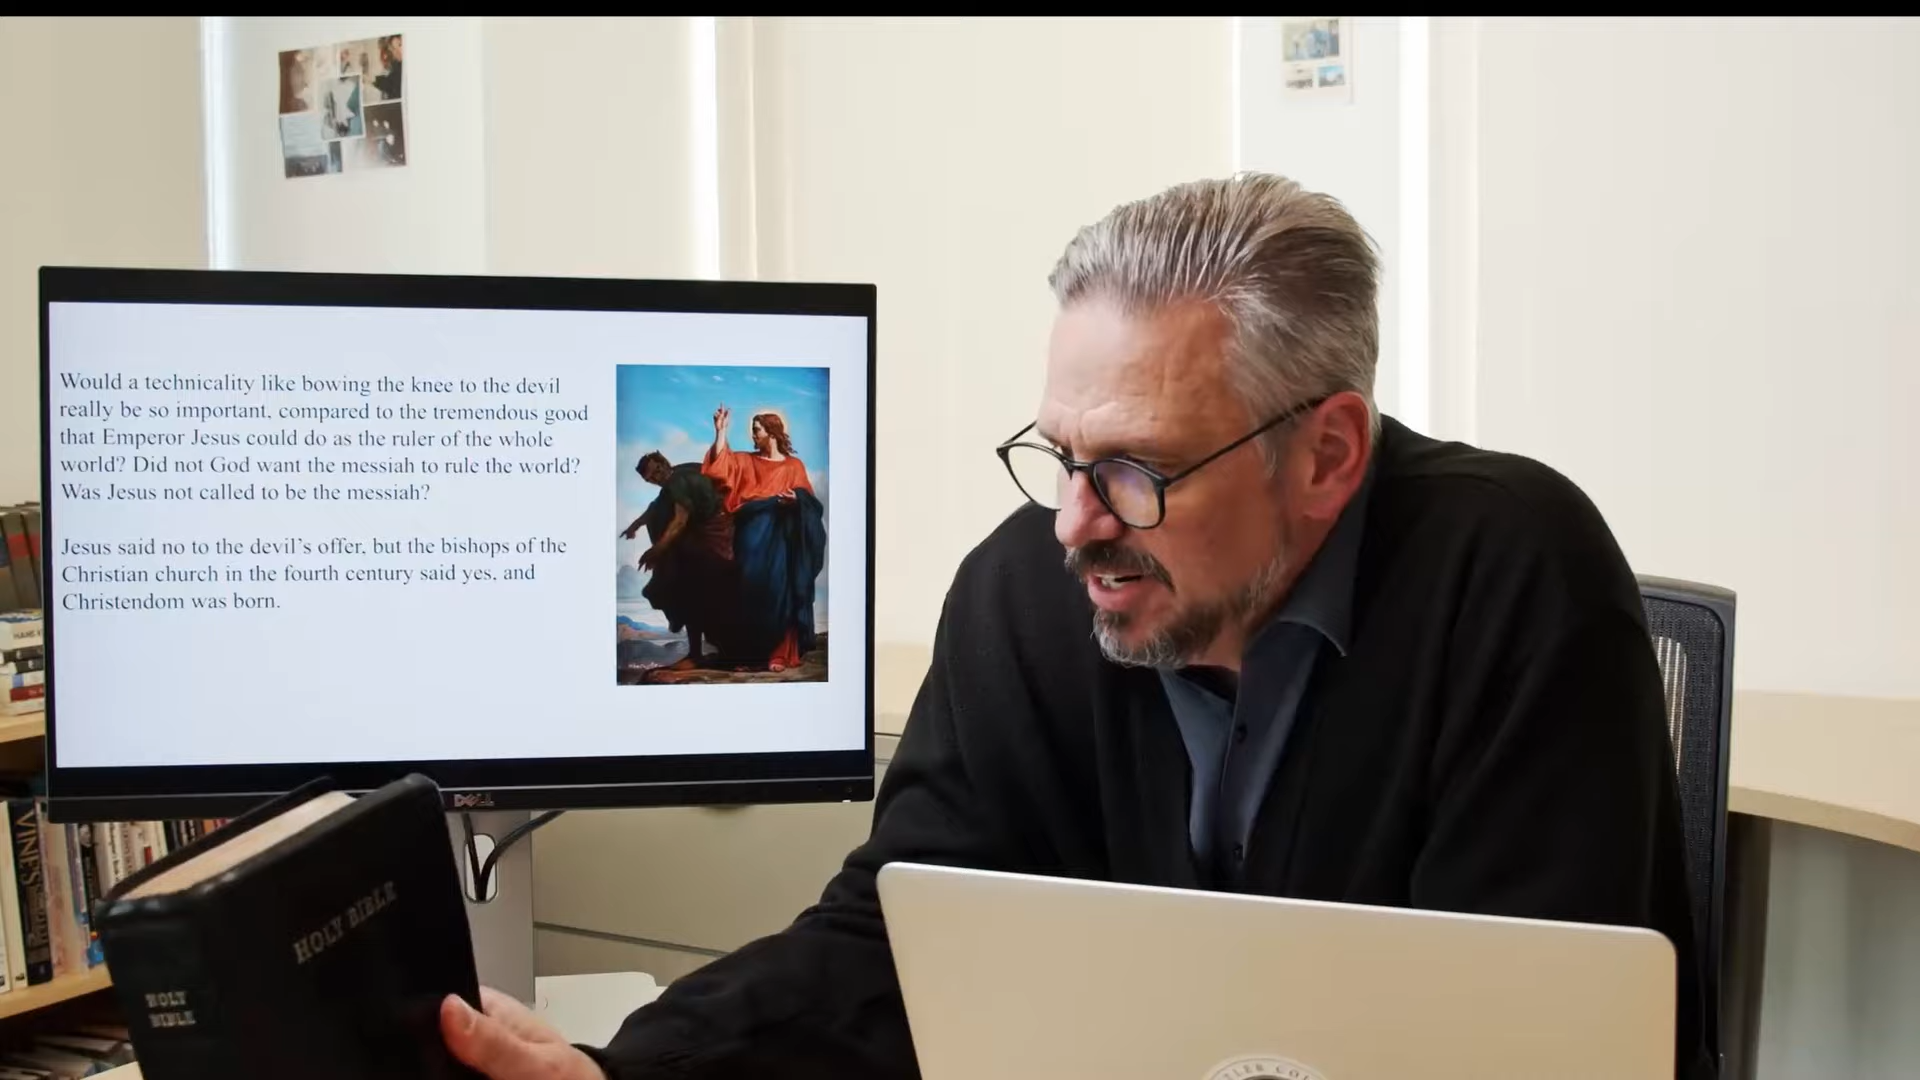 Would a technicality like bowing the knee to the devil
really be so important, compared to the tremendous good
that Emperor Jesus could do as the ruler of the whole
world? Did not God want the messiah to rule the world?
Was Jesus not called to be the messiah?
Jesus said no to the devil's offer, but the bishops of the
Christian church in the fourth century said yes, and
Christendom was born.
DELL
HOLY BIBLE
HOLY
BIBLE
VINE'S
HANS